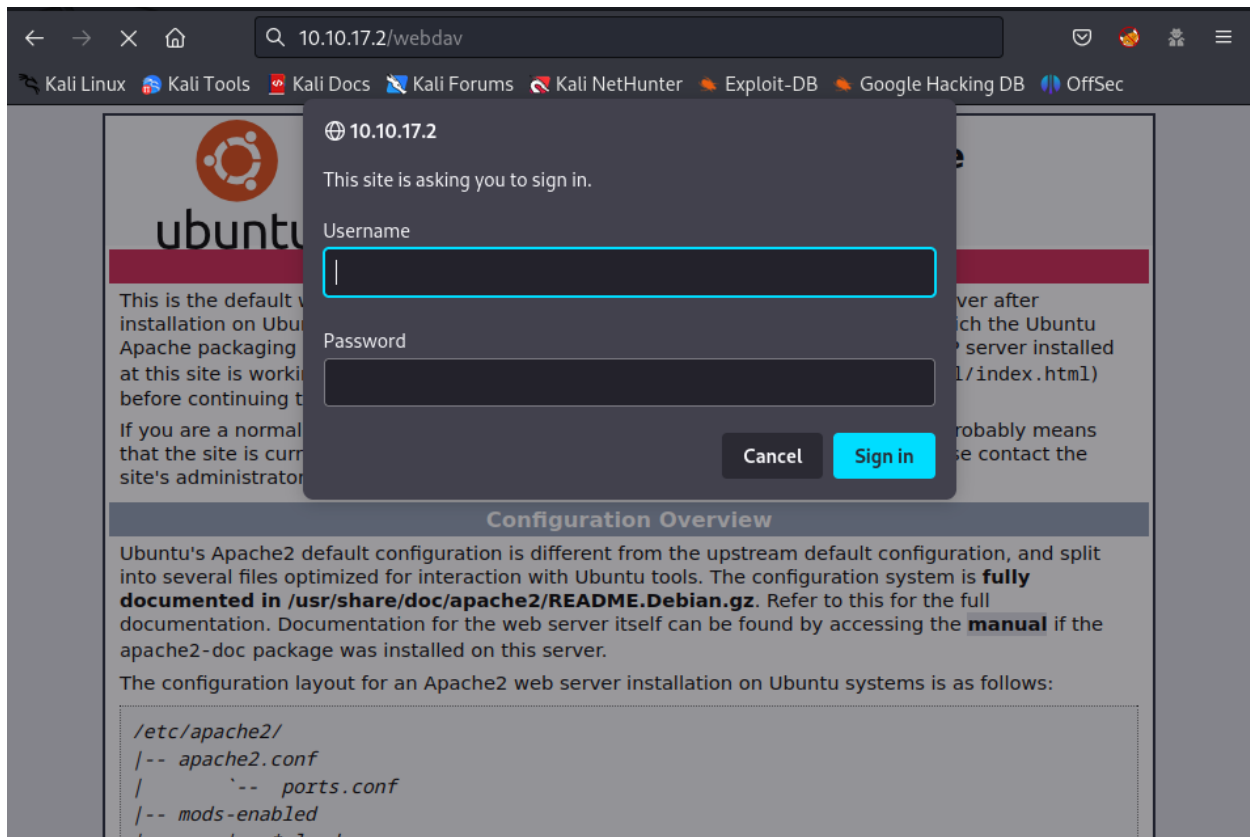 10.10.17.2/webdav
Kali Linux Kali Tools Kali Docs Kali Forums Kali NetHunter Exploit-DB Google Hacking DB OffSec
10.10.17.2
This site is asking you to sign in.
Username
Password
Cancel Sign in
ubuntu
This is the default ver after
installation on Ubu ich the Ubuntu
Apache packaging server installed
at this site is worki l/index.html)
before continuing t
If you are a normal robably means
that the site is curr se contact the
site's administrator
Configuration Overview
Ubuntu's Apache2 default configuration is different from the upstream default configuration, and split
into several files optimized for interaction with Ubuntu tools. The configuration system is fully
documented in /usr/share/doc/apache2/README.Debian.gz. Refer to this for the full
documentation. Documentation for the web server itself can be found by accessing the manual if the
apache2-doc package was installed on this server.
The configuration layout for an Apache2 web server installation on Ubuntu systems is as follows:
/etc/apache2/
|-- apache2.conf
| `-- ports.conf
|-- mods-enabled